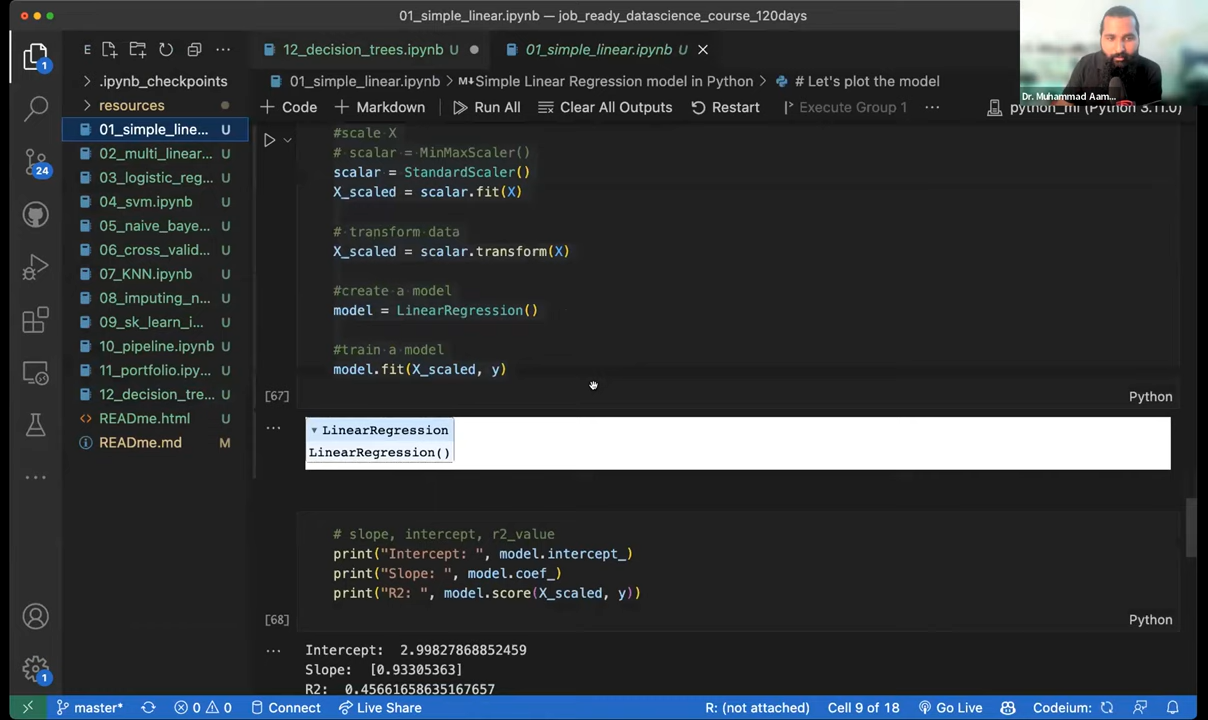 01_simple_linear.ipynb — job_ready_datascience_course_120days
E
1
12_decision_trees.ipynb U
01_simple_linear.ipynb U
.ipynb_checkpoints
resources
01_simple_line... U
02_multi_linear... U
03_logistic_reg... U
04_svm.ipynb U
05_naive_baye... U
06_cross_valid... U
07_KNN.ipynb U
08_imputing_n... U
09_sk_learn_i... U
10_pipeline.ipynb U
11_portfolio.ipy... U
12_decision_tre... U
READme.html U
READme.md M
24
1
01_simple_linear.ipynb > Simple Linear Regression model in Python > # Let's plot the model
Code Markdown Run All Clear All Outputs Restart Execute Group 1 ...
python_ml (Python 3.11.0)
Dr. Muhammad Aam...
#scale X
# scalar = MinMaxScaler()
scalar = StandardScaler()
X_scaled = scalar.fit(X)
# transform data
X_scaled = scalar.transform(X)
#create a model
model = LinearRegression()
#train a model
model.fit(X_scaled, y)
[67] Python
LinearRegression
LinearRegression()
# slope, intercept, r2_value
print("Intercept: ", model.intercept_)
print("Slope: ", model.coef_)
print("R2: ", model.score(X_scaled, y))
[68] Python
Intercept:  2.99827868852459
Slope:  [0.93305363]
R2:  0.45661658635167657
master* 0 0 Connect Live Share R: (not attached) Cell 9 of 18 Go Live Codeium: